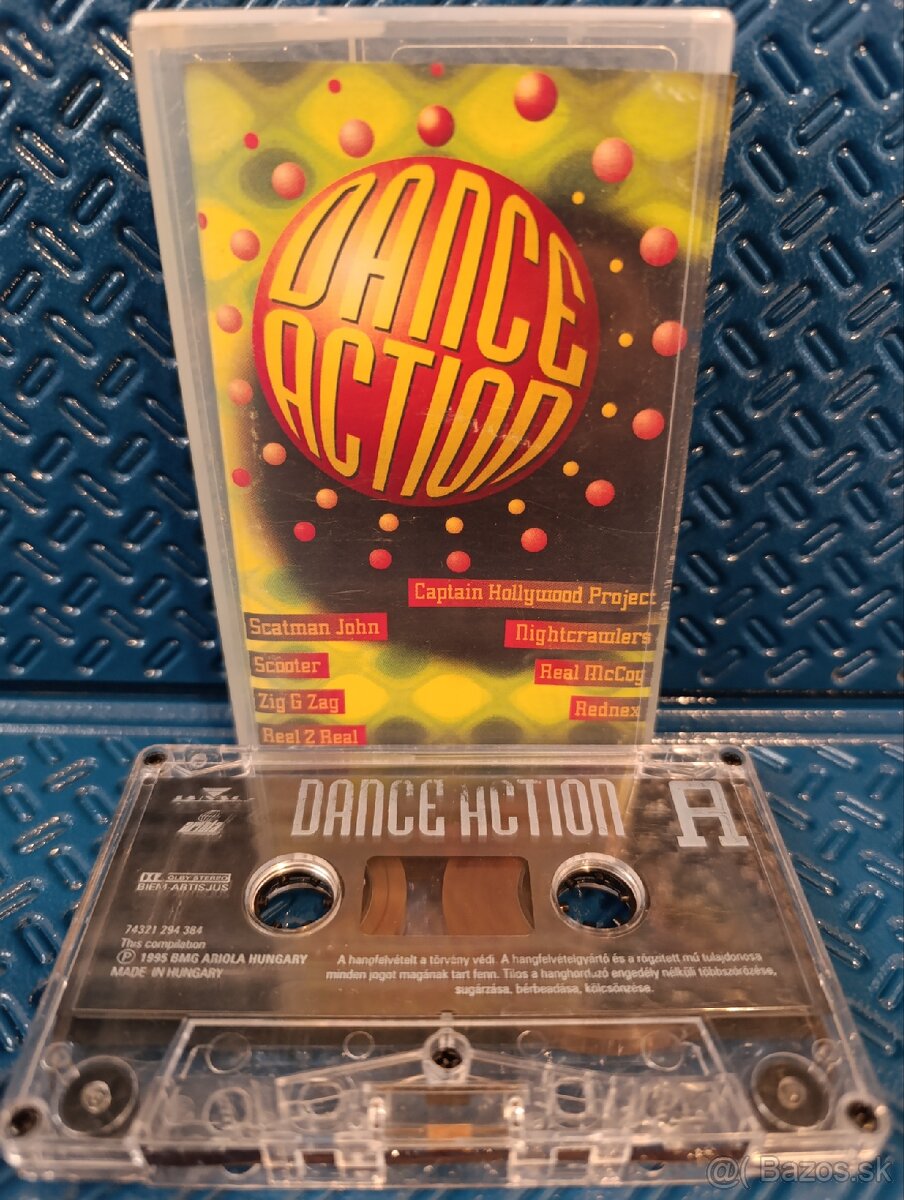 DANCE
ACTION
Captain Hollywood Project
Scatman John
Nightcrawlers
Scooter
Real McCoy
Zig & Zag
Rednex
Reel 2 Real
DANCE ACTION
A
DOLBY STEREO
BIEM-ARTISJUS
74321 294 384
This compilation
Ⓟ 1995 BMG ARIOLA HUNGARY
MADE IN HUNGARY
A hangfelvételt a törvény védi. A hangfelvételgyártó és a rögzített mű tulajdonosa
minden jogot magának tart fenn. Tilos a hanghordozó engedély nélküli többszörözése,
sugárzása, bérbeadása, kölcsönzése.
@( Bazos.sk